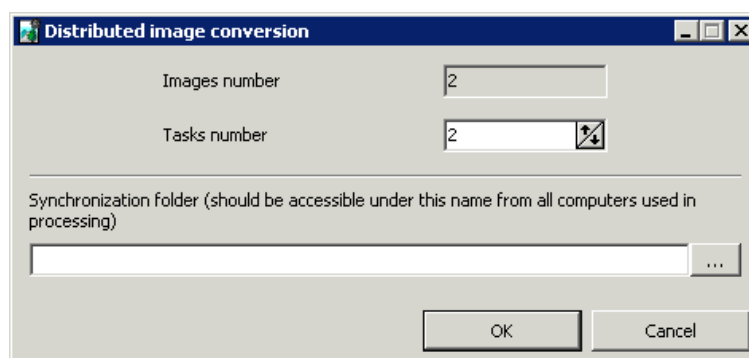 Distributed image conversion
Images number 2
Tasks number 2
Synchronization folder (should be accessible under this name from all computers used in
processing)
...
OK Cancel